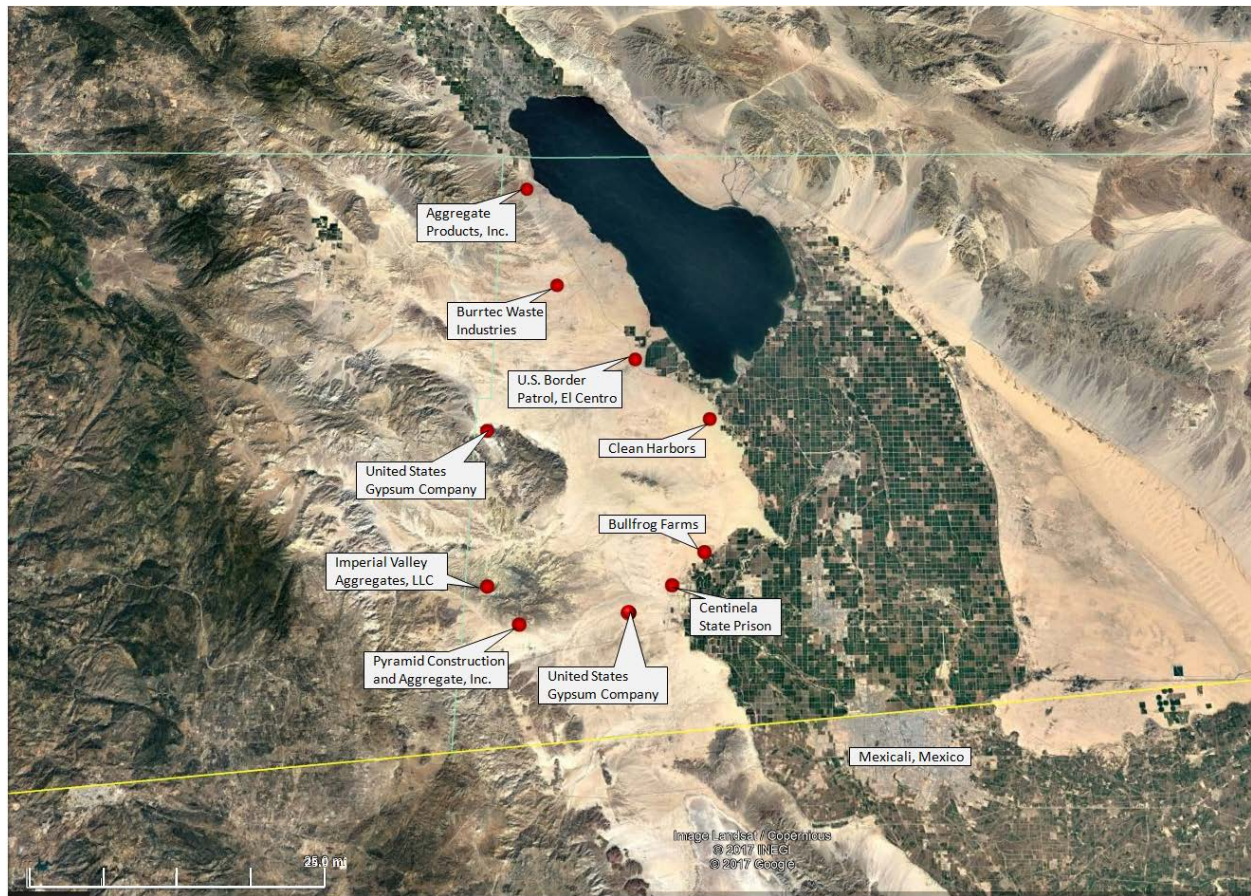 Aggregate
Products, Inc.
Burrtec Waste
Industries
U.S. Border
Patrol, El Centro
Clean Harbors
United States
Gypsum Company
Bullfrog Farms
Imperial Valley
Aggregates, LLC
Centinela
State Prison
Pyramid Construction
and Aggregate, Inc.
United States
Gypsum Company
Mexicali, Mexico
Image Landsat / Copernicus
© 2017 INEGI
© 2017 Google
25.0 mi